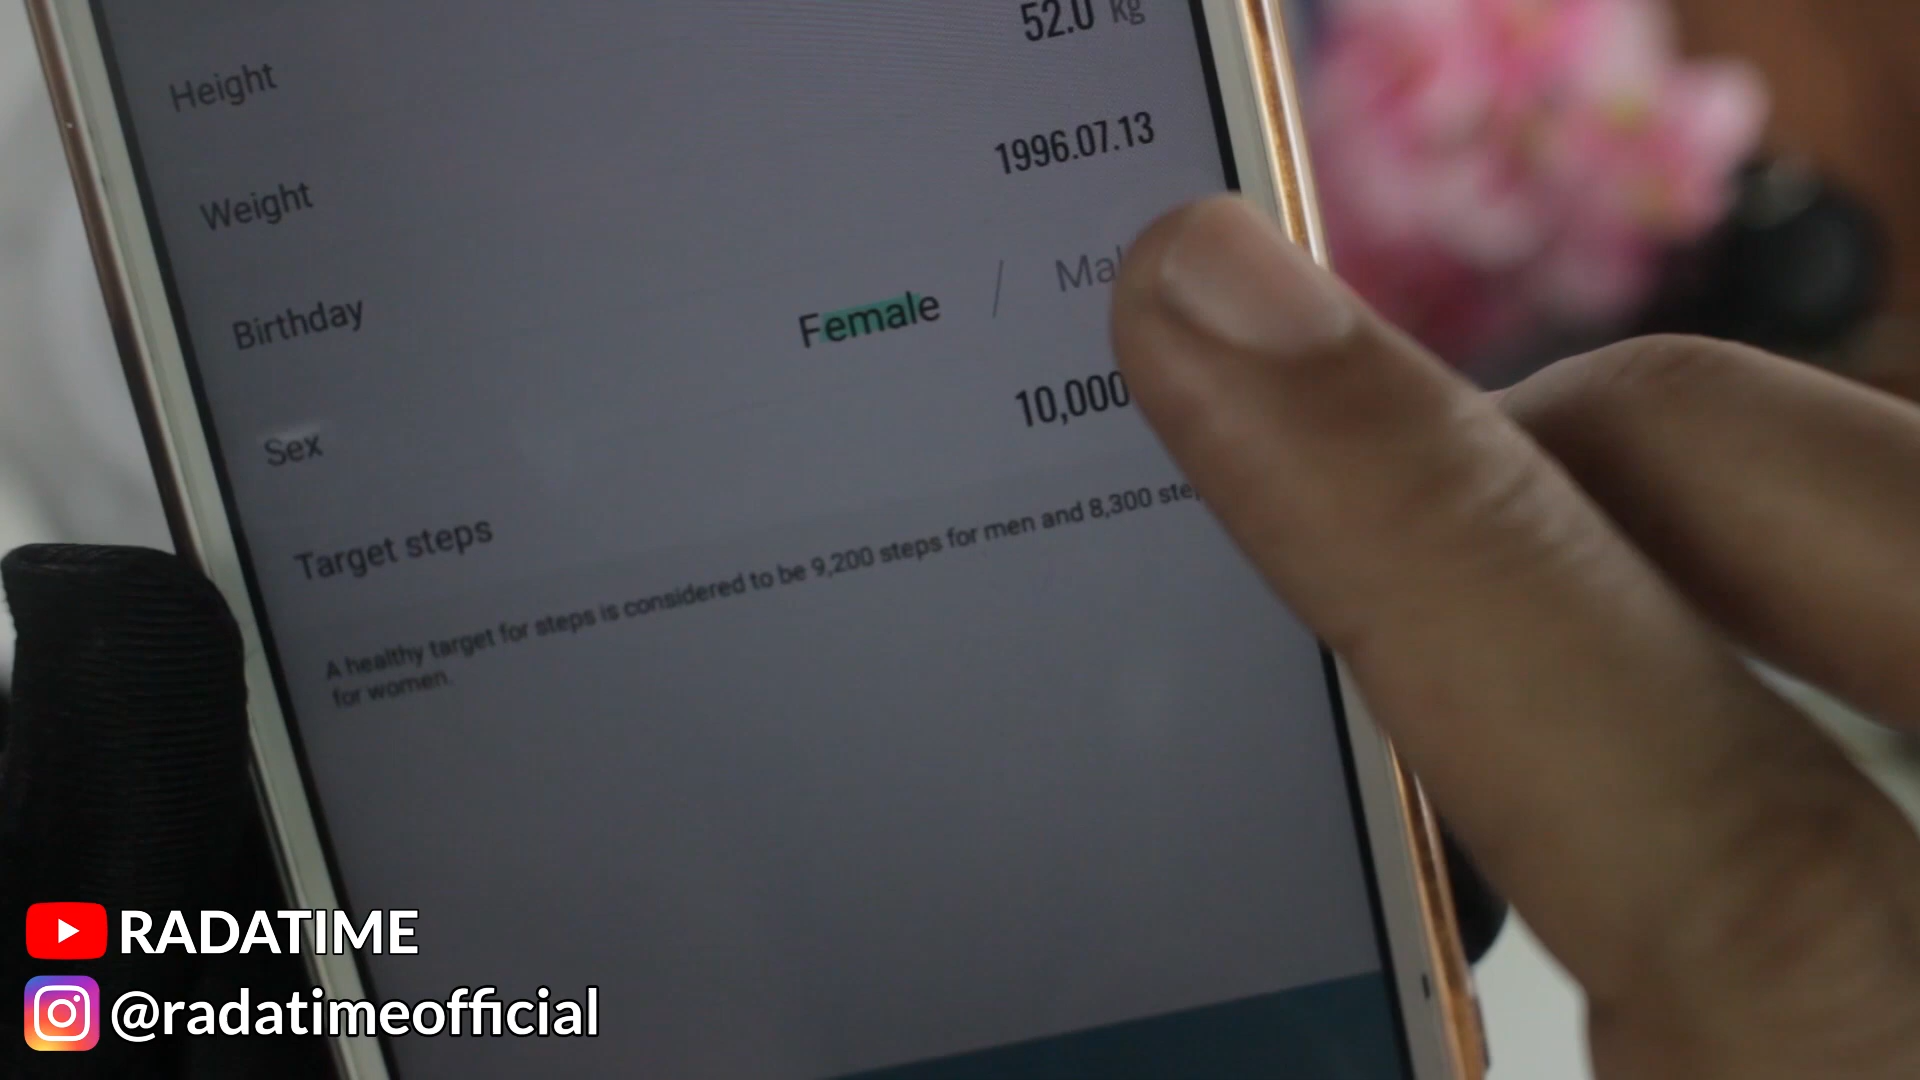 Height
52.0 kg
Weight
1996.07.13
Birthday
Female / Mal
Sex
10,000
Target steps
A healthy target for steps is considered to be 9,200 steps for men and 8,300
for women.
RADATIME
@radatimeofficial